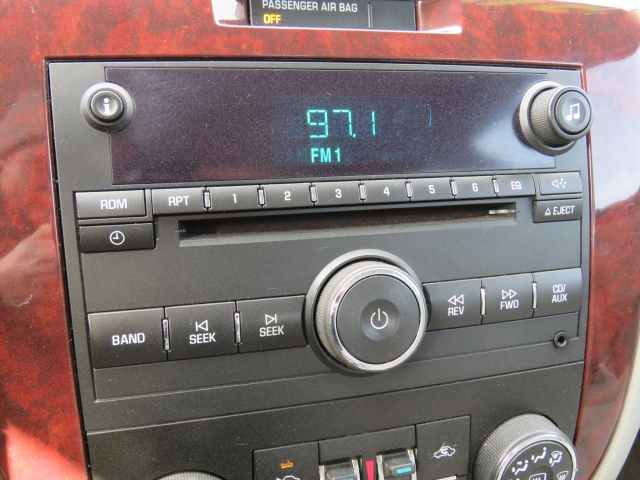 PASSENGER AIR BAG
OFF
i
97.1
FM1
RDM RPT 1 2 3 4 5 6 EQ
EJECT
BAND SEEK SEEK REV FWD CD/
AUX